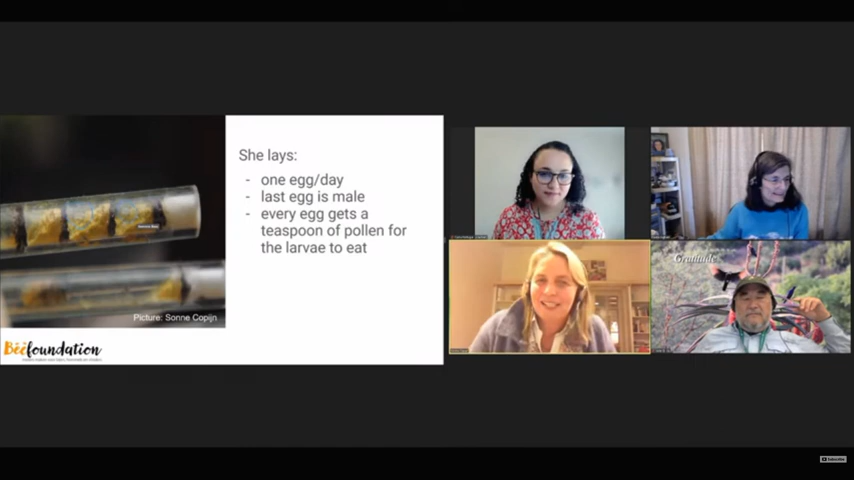 She lays:
- one egg/day
- last egg is male
- every egg gets a
teaspoon of pollen for
the larvae to eat
Picture: Sonne Copijn
Beefoundation
Gratitude
Subscribe